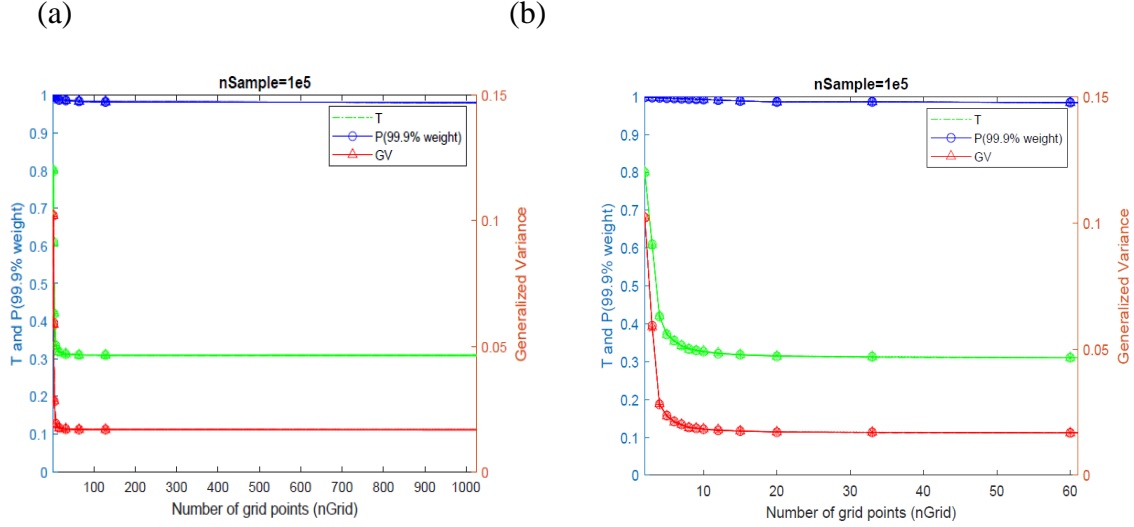 (a)
nSample=1e5
T
P(99.9% weight)
GV
T and P(99.9% weight)
0
0.1
0.2
0.3
0.4
0.5
0.6
0.7
0.8
0.9
1
100 200 300 400 500 600 700 800 900 1000
Number of grid points (nGrid)
0
0.05
0.1
0.15
Generalized Variance
(b)
nSample=1e5
T
P(99.9% weight)
GV
T and P(99.9% weight)
0
0.1
0.2
0.3
0.4
0.5
0.6
0.7
0.8
0.9
1
10 20 30 40 50 60
Number of grid points (nGrid)
0
0.05
0.1
0.15
Generalized Variance